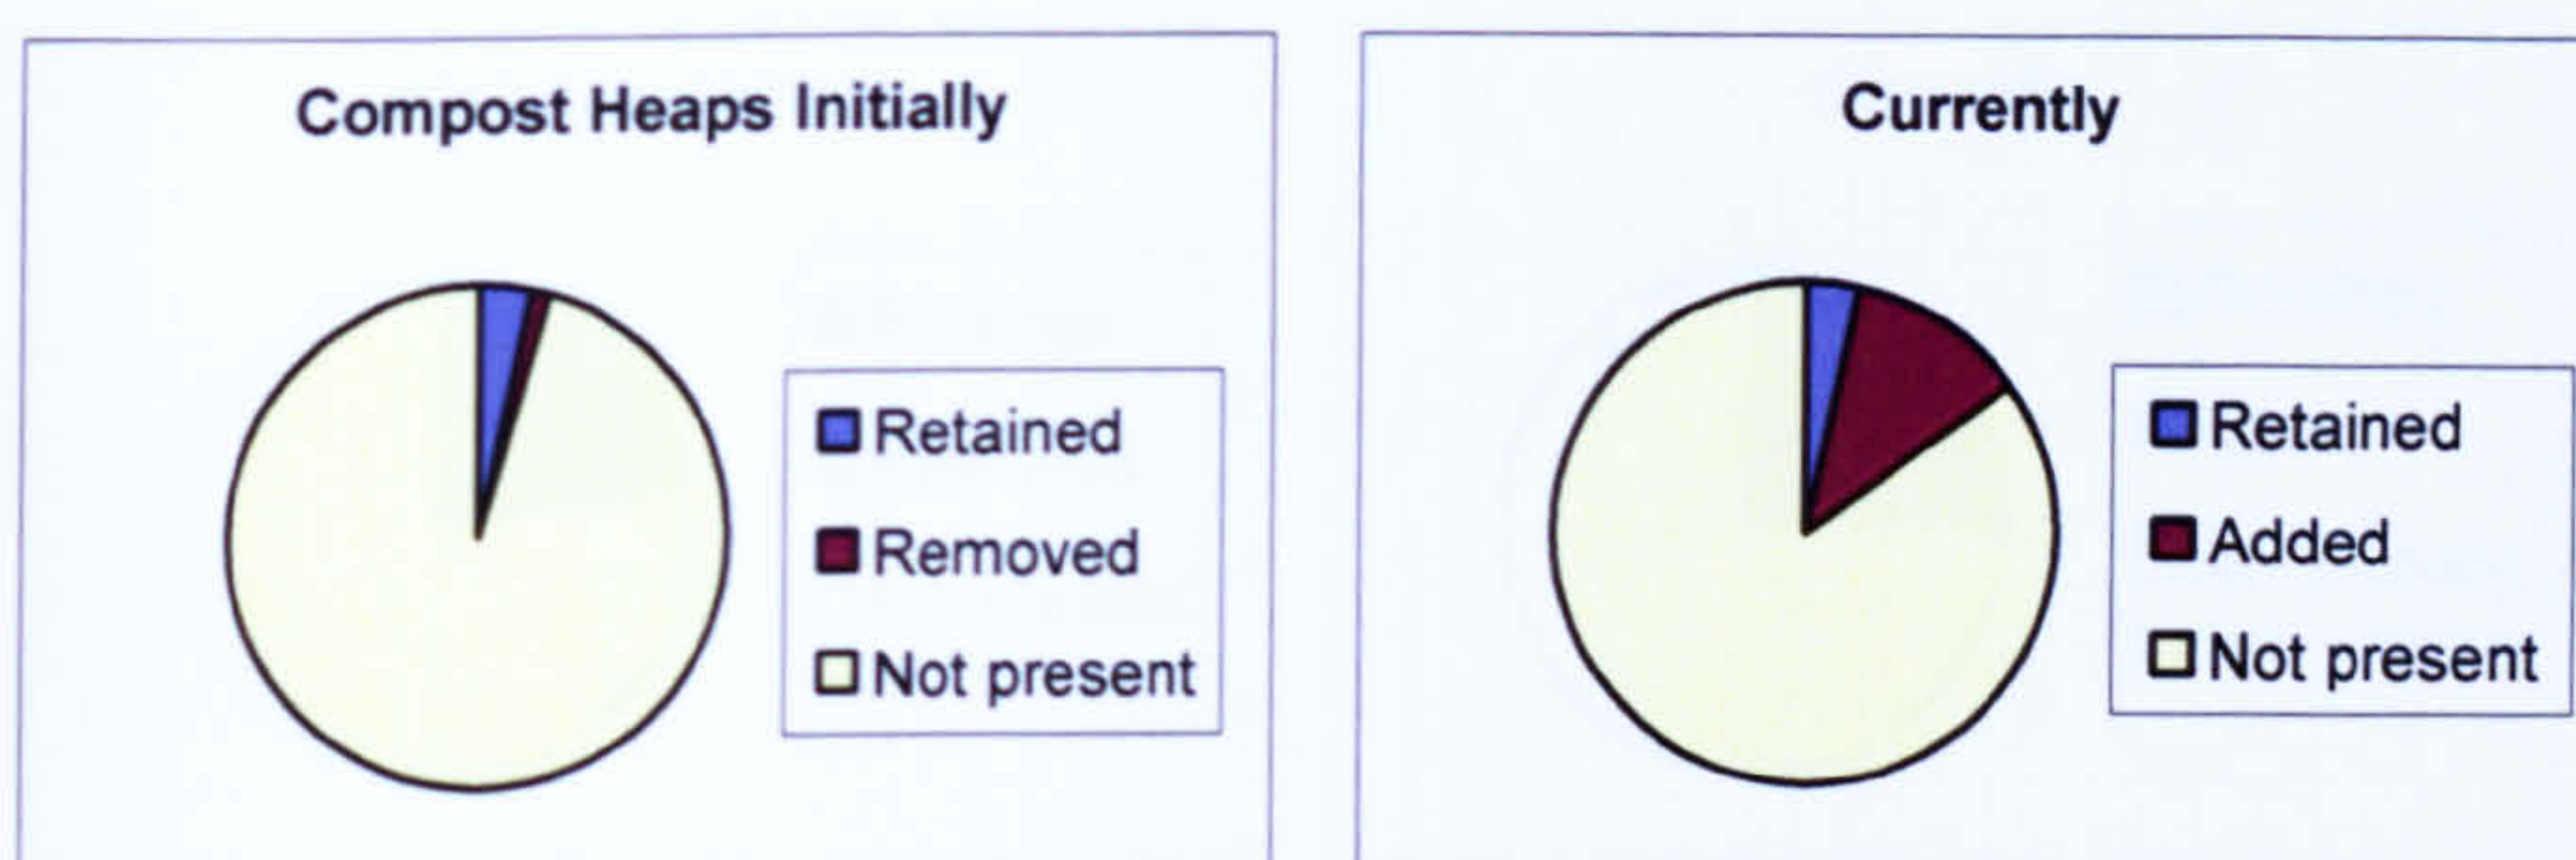 Compost Heaps Initially
Retained
Removed
Not present
Currently
Retained
Added
Not present